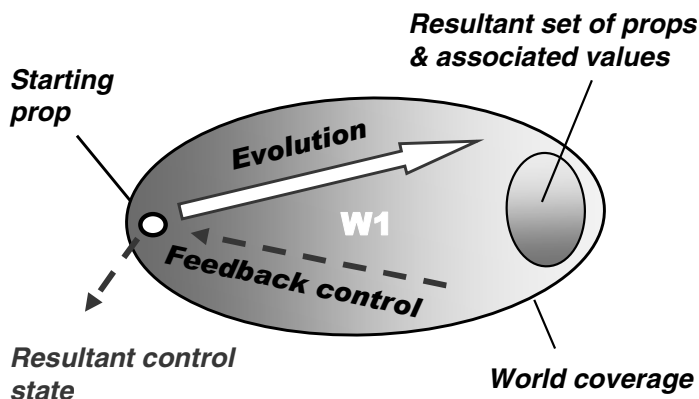 Resultant set of props
& associated values
Starting
prop
Evolution
W1
Feedback control
Resultant control
state
World coverage